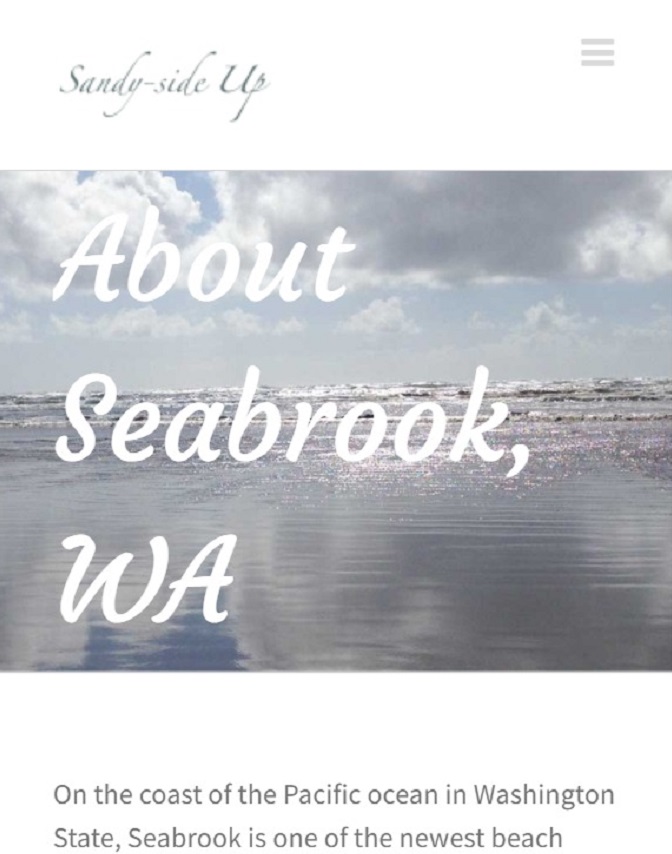 Sandy-side Up
About
Seabrook,
WA
On the coast of the Pacific ocean in Washington
State, Seabrook is one of the newest beach